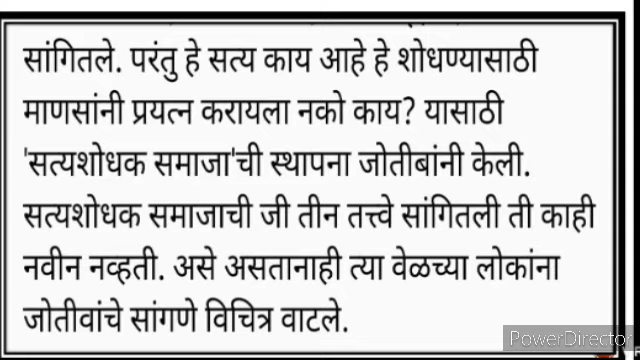 सांगितले. परंतु हे सत्य काय आहे हे शोधण्यासाठी
माणसांनी प्रयत्न करायला नको काय? यासाठी
'सत्यशोधक समाजा'ची स्थापना जोतीबांनी केली.
सत्यशोधक समाजाची जी तीन तत्त्वे सांगितली ती काही
नवीन नव्हती. असे असतानाही त्या वेळच्या लोकांना
जोतीवांचे सांगणे विचित्र वाटले.
PowerDirector